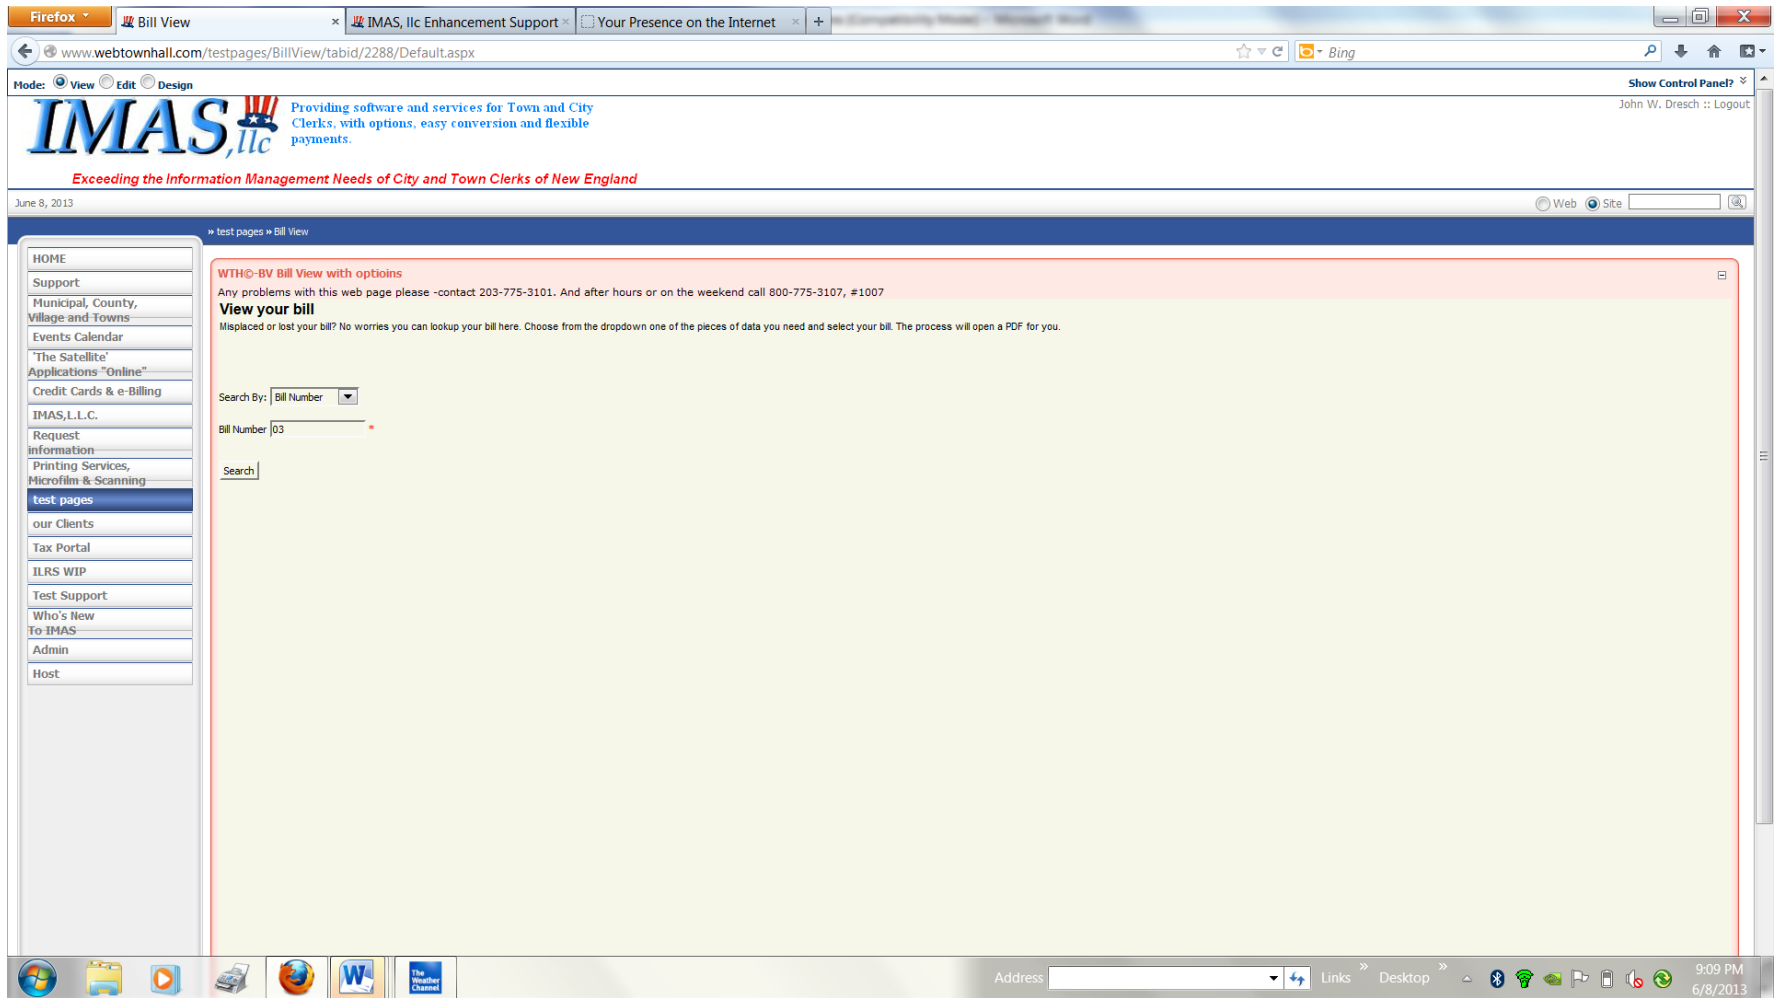 Firefox
Bill View
IMAS, llc Enhancement Support
Your Presence on the Internet
www.webtownhall.com/testpages/BillView/tabid/2288/Default.aspx
Bing
Mode: View Edit Design
Show Control Panel?
IMAS,llc
Providing software and services for Town and City
Clerks, with options, easy conversion and flexible
payments.
John W. Dresch :: Logout
Exceeding the Information Management Needs of City and Town Clerks of New England
June 8, 2013
Web Site
» test pages » Bill View
HOME
Support
Municipal, County,
Village and Towns
Events Calendar
'The Satellite'
Applications "Online"
Credit Cards & e-Billing
IMAS,L.L.C.
Request
information
Printing Services,
Microfilm & Scanning
test pages
our Clients
Tax Portal
ILRS WIP
Test Support
Who's New
To IMAS
Admin
Host
WTH©-BV Bill View with optioins
Any problems with this web page please -contact 203-775-3101. And after hours or on the weekend call 800-775-3107, #1007
View your bill
Misplaced or lost your bill? No worries you can lookup your bill here. Choose from the dropdown one of the pieces of data you need and select your bill. The process will open a PDF for you.
Search By: Bill Number
Bill Number 03 *
Search
The
Weather
Channel
Address
Links »
Desktop »
9:09 PM
6/8/2013